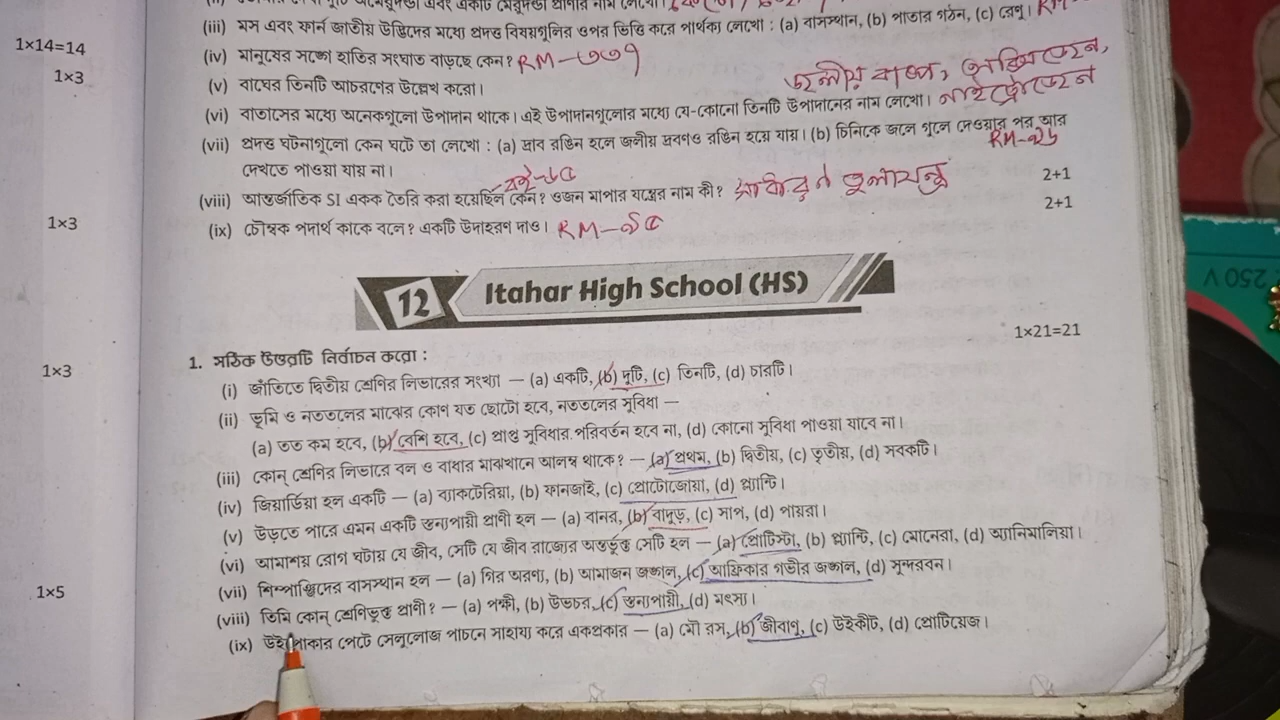 (iii) মস এবং ফার্ন জাতীয় উদ্ভিদের মধ্যে প্রদত্ত বিষয়গুলির ওপর ভিত্তি করে পার্থক্য লেখো : (a) বাসস্থান, (b) পাতার গঠন, (c) রেণু।
1×14=14
(iv) মানুষের সঙ্গে হাতির সংঘাত বাড়ছে কেন? RM-৩৩৭
1×3
(v) বাঘের তিনটি আচরণের উল্লেখ করো।
জলীয় বাষ্প, অক্সিজেন,
(vi) বাতাসের মধ্যে অনেকগুলো উপাদান থাকে। এই উপাদানগুলোর মধ্যে যে-কোনো তিনটি উপাদানের নাম লেখো। নাইট্রোজেন
(vii) প্রদত্ত ঘটনাগুলো কেন ঘটে তা লেখো : (a) দ্রাব রঙিন হলে জলীয় দ্রবণও রঙিন হয়ে যায়। (b) চিনিকে জলে গুলে দেওয়ার পর আর
দেখতে পাওয়া যায় না।
RM-২৬
2+1
(viii) আন্তর্জাতিক SI একক তৈরি করা হয়েছিল কেন? ওজন মাপার যন্ত্রের নাম কী? তুলাযন্ত্র
2+1
1×3
(ix) চৌম্বক পদার্থ কাকে বলে? একটি উদাহরণ দাও। RM-৯৫
12 Itahar High School (HS)
1. সঠিক উত্তরটি নির্বাচন করো :
1×21=21
1×3
(i) জাঁতিতে দ্বিতীয় শ্রেণির লিভারের সংখ্যা — (a) একটি, (b) দুটি, (c) তিনটি, (d) চারটি।
(ii) ভূমি ও নততলের মাঝের কোণ যত ছোটো হবে, নততলের সুবিধা —
(a) তত কম হবে, (b) বেশি হবে, (c) প্রাপ্ত সুবিধার পরিবর্তন হবে না, (d) কোনো সুবিধা পাওয়া যাবে না।
(iii) কোন্ শ্রেণির লিভারে বল ও বাধার মাঝখানে আলম্ব থাকে? — (a) প্রথম, (b) দ্বিতীয়, (c) তৃতীয়, (d) সবকটি।
(iv) জিয়ার্ডিয়া হল একটি — (a) ব্যাকটেরিয়া, (b) ফানজাই, (c) প্রোটোজোয়া, (d) প্ল্যান্টি।
(v) উড়তে পারে এমন একটি স্তন্যপায়ী প্রাণী হল — (a) বানর, (b) বাদুড়, (c) সাপ, (d) পায়রা।
(vi) আমাশয় রোগ ঘটায় যে জীব, সেটি যে জীব রাজ্যের অন্তর্ভুক্ত সেটি হল — (a) প্রোটিস্টা, (b) প্ল্যান্টি, (c) মোনেরা, (d) অ্যানিমালিয়া।
1×5
(vii) শিম্পাঞ্জিদের বাসস্থান হল — (a) গির অরণ্য, (b) আমাজন জঙ্গল, (c) আফ্রিকার গভীর জঙ্গল, (d) সুন্দরবন।
(viii) তিমি কোন্ শ্রেণিভুক্ত প্রাণী? — (a) পক্ষী, (b) উভচর, (c) স্তন্যপায়ী, (d) মৎস্য।
(ix) পেটে সেলুলোজ পাচনে সাহায্য করে একপ্রকার — (a) মৌ রস, (b) জীবাণু, (c) উইকীট, (d) প্রোটিয়েজ।
250 V